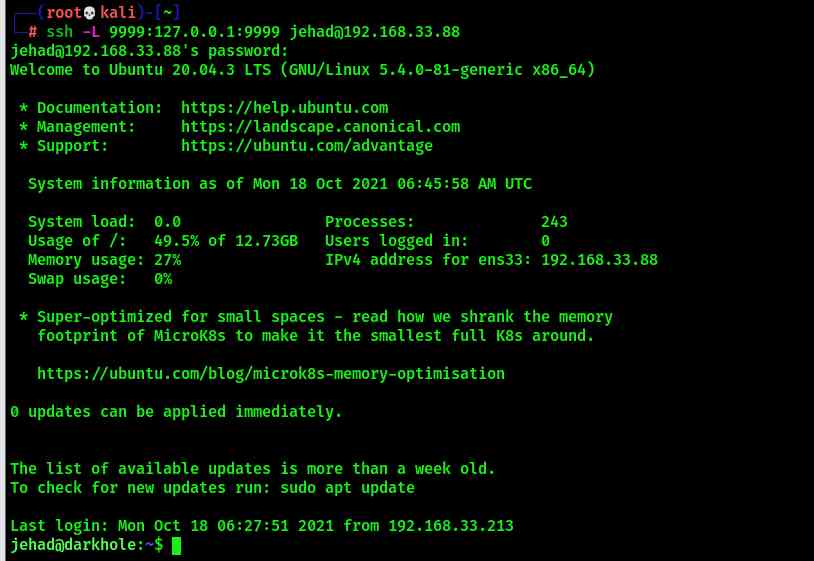 ┌──(root💀kali)-[~]
└─# ssh -L 9999:127.0.0.1:9999 jehad@192.168.33.88
jehad@192.168.33.88's password:
Welcome to Ubuntu 20.04.3 LTS (GNU/Linux 5.4.0-81-generic x86_64)
* Documentation: https://help.ubuntu.com
* Management: https://landscape.canonical.com
* Support: https://ubuntu.com/advantage
System information as of Mon 18 Oct 2021 06:45:58 AM UTC
System load: 0.0 Processes: 243
Usage of /: 49.5% of 12.73GB Users logged in: 0
Memory usage: 27% IPv4 address for ens33: 192.168.33.88
Swap usage: 0%
* Super-optimized for small spaces - read how we shrank the memory
footprint of MicroK8s to make it the smallest full K8s around.
https://ubuntu.com/blog/microk8s-memory-optimisation
0 updates can be applied immediately.
The list of available updates is more than a week old.
To check for new updates run: sudo apt update
Last login: Mon Oct 18 06:27:51 2021 from 192.168.33.213
jehad@darkhole:~$